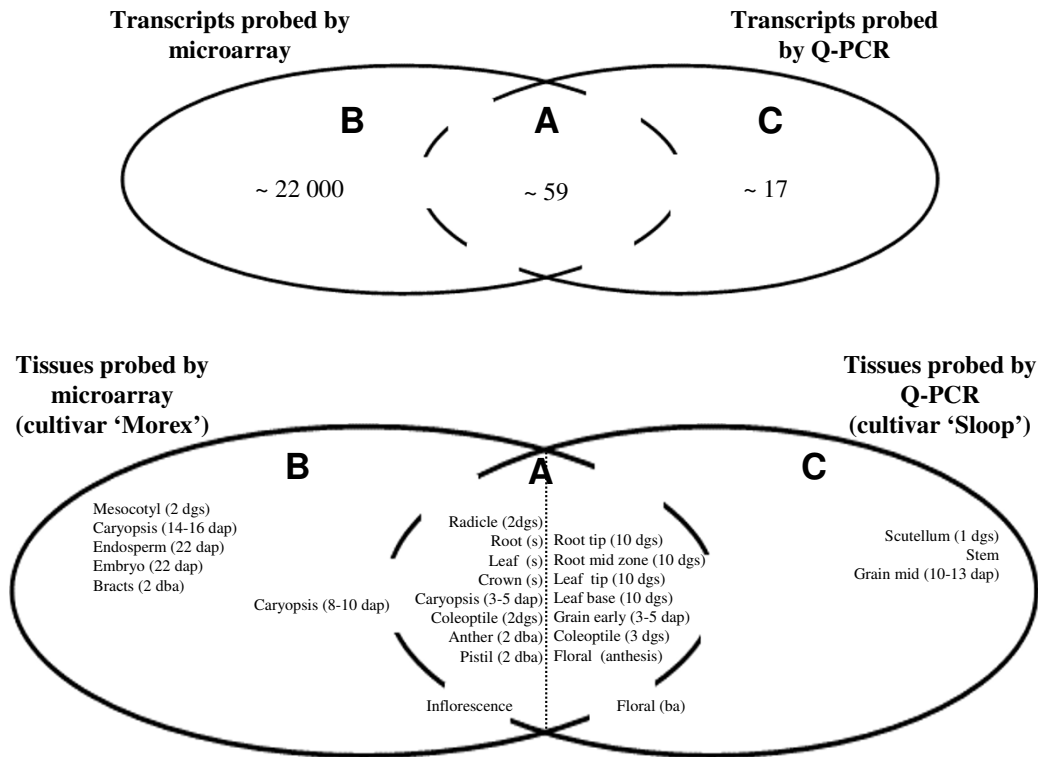 Transcripts probed by
microarray
Transcripts probed
by Q-PCR
B
A
C
~ 22 000
~ 59
~ 17
Tissues probed by
microarray
(cultivar ‘Morex’)
Tissues probed by
Q-PCR
(cultivar ‘Sloop’)
B
A
C
Mesocotyl (2 dgs)
Caryopsis (14-16 dap)
Endosperm (22 dap)
Embryo (22 dap)
Bracts (2 dba)
Caryopsis (8-10 dap)
Radicle (2dgs)
Root (s)
Leaf (s)
Crown (s)
Caryopsis (3-5 dap)
Coleoptile (2dgs)
Anther (2 dba)
Pistil (2 dba)
Inflorescence
Root tip (10 dgs)
Root mid zone (10 dgs)
Leaf tip (10 dgs)
Leaf base (10 dgs)
Grain early (3-5 dap)
Coleoptile (3 dgs)
Floral (anthesis)
Floral (ba)
Scutellum (1 dgs)
Stem
Grain mid (10-13 dap)